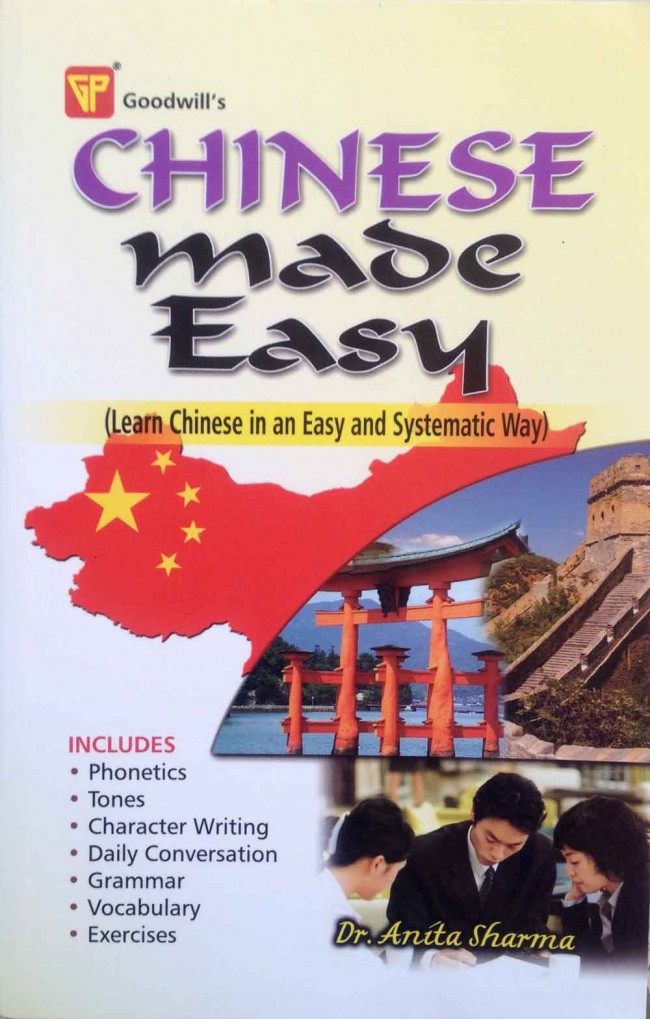 GP®
Goodwill's
CHINESE
made
Easy
(Learn Chinese in an Easy and Systematic Way)
INCLUDES
• Phonetics
• Tones
• Character Writing
• Daily Conversation
• Grammar
• Vocabulary
• Exercises
Dr. Anita Sharma